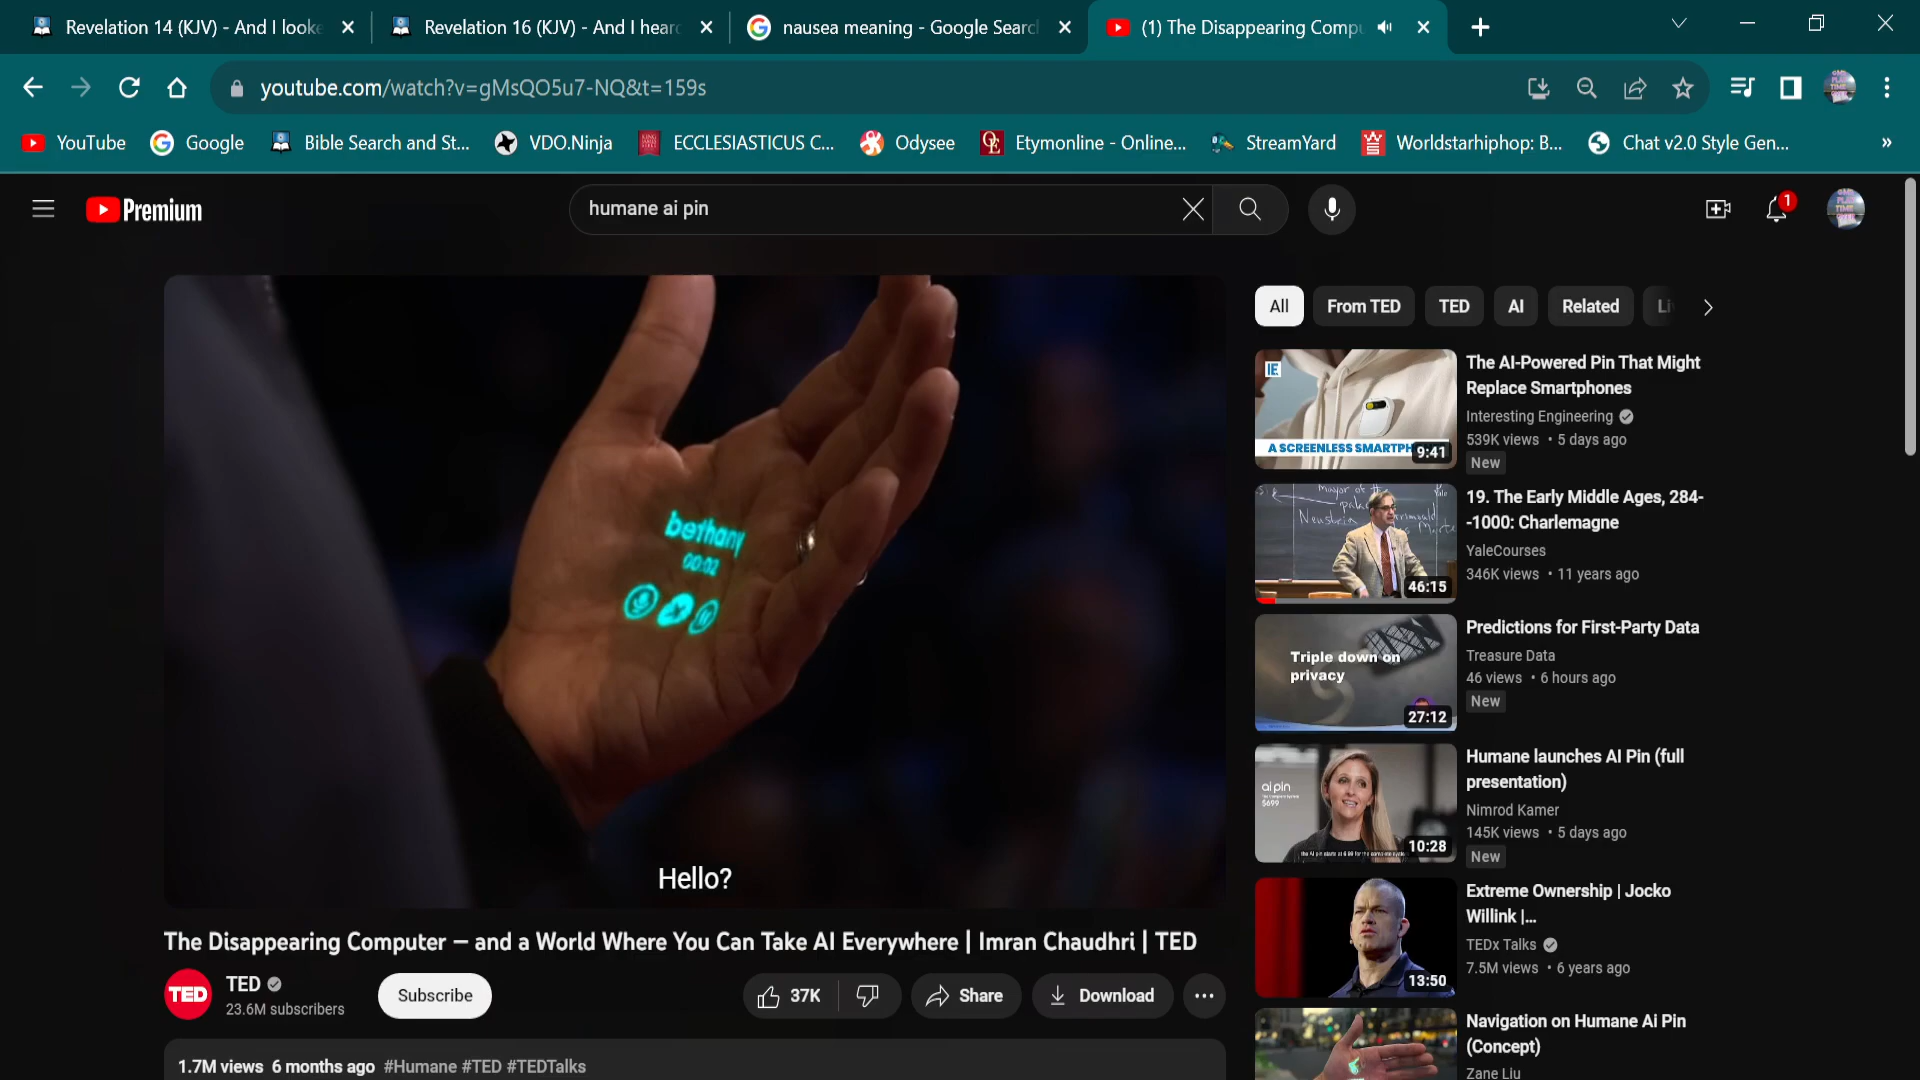 Revelation 14 (KJV) - And I looke
Revelation 16 (KJV) - And I hear
nausea meaning - Google Search
(1) The Disappearing Compu
youtube.com/watch?v=gMsQO5u7-NQ&t=159s
YouTube
Google
Bible Search and St...
VDO.Ninja
ECCLESIASTICUS C...
Odysee
Etymonline - Online...
StreamYard
Worldstarhiphop: B...
Chat v2.0 Style Gen...
»
Premium
humane ai pin
1
bethany
00:02
Hello?
The Disappearing Computer — and a World Where You Can Take AI Everywhere | Imran Chaudhri | TED
TED
TED
23.6M subscribers
Subscribe
37K
Share
Download
1.7M views 6 months ago #Humane #TED #TEDTalks
All
From TED
TED
AI
Related
Li
IE
A SCREENLESS SMARTPH
9:41
The AI-Powered Pin That Might
Replace Smartphones
Interesting Engineering
539K views • 5 days ago
New
46:15
19. The Early Middle Ages, 284-
-1000: Charlemagne
YaleCourses
346K views • 11 years ago
Triple down on
privacy
27:12
Predictions for First-Party Data
Treasure Data
46 views • 6 hours ago
New
ai pin
$699
10:28
Humane launches AI Pin (full
presentation)
Nimrod Kamer
145K views • 5 days ago
New
13:50
Extreme Ownership | Jocko
Willink |...
TEDx Talks
7.5M views • 6 years ago
Navigation on Humane Ai Pin
(Concept)
Zane Liu